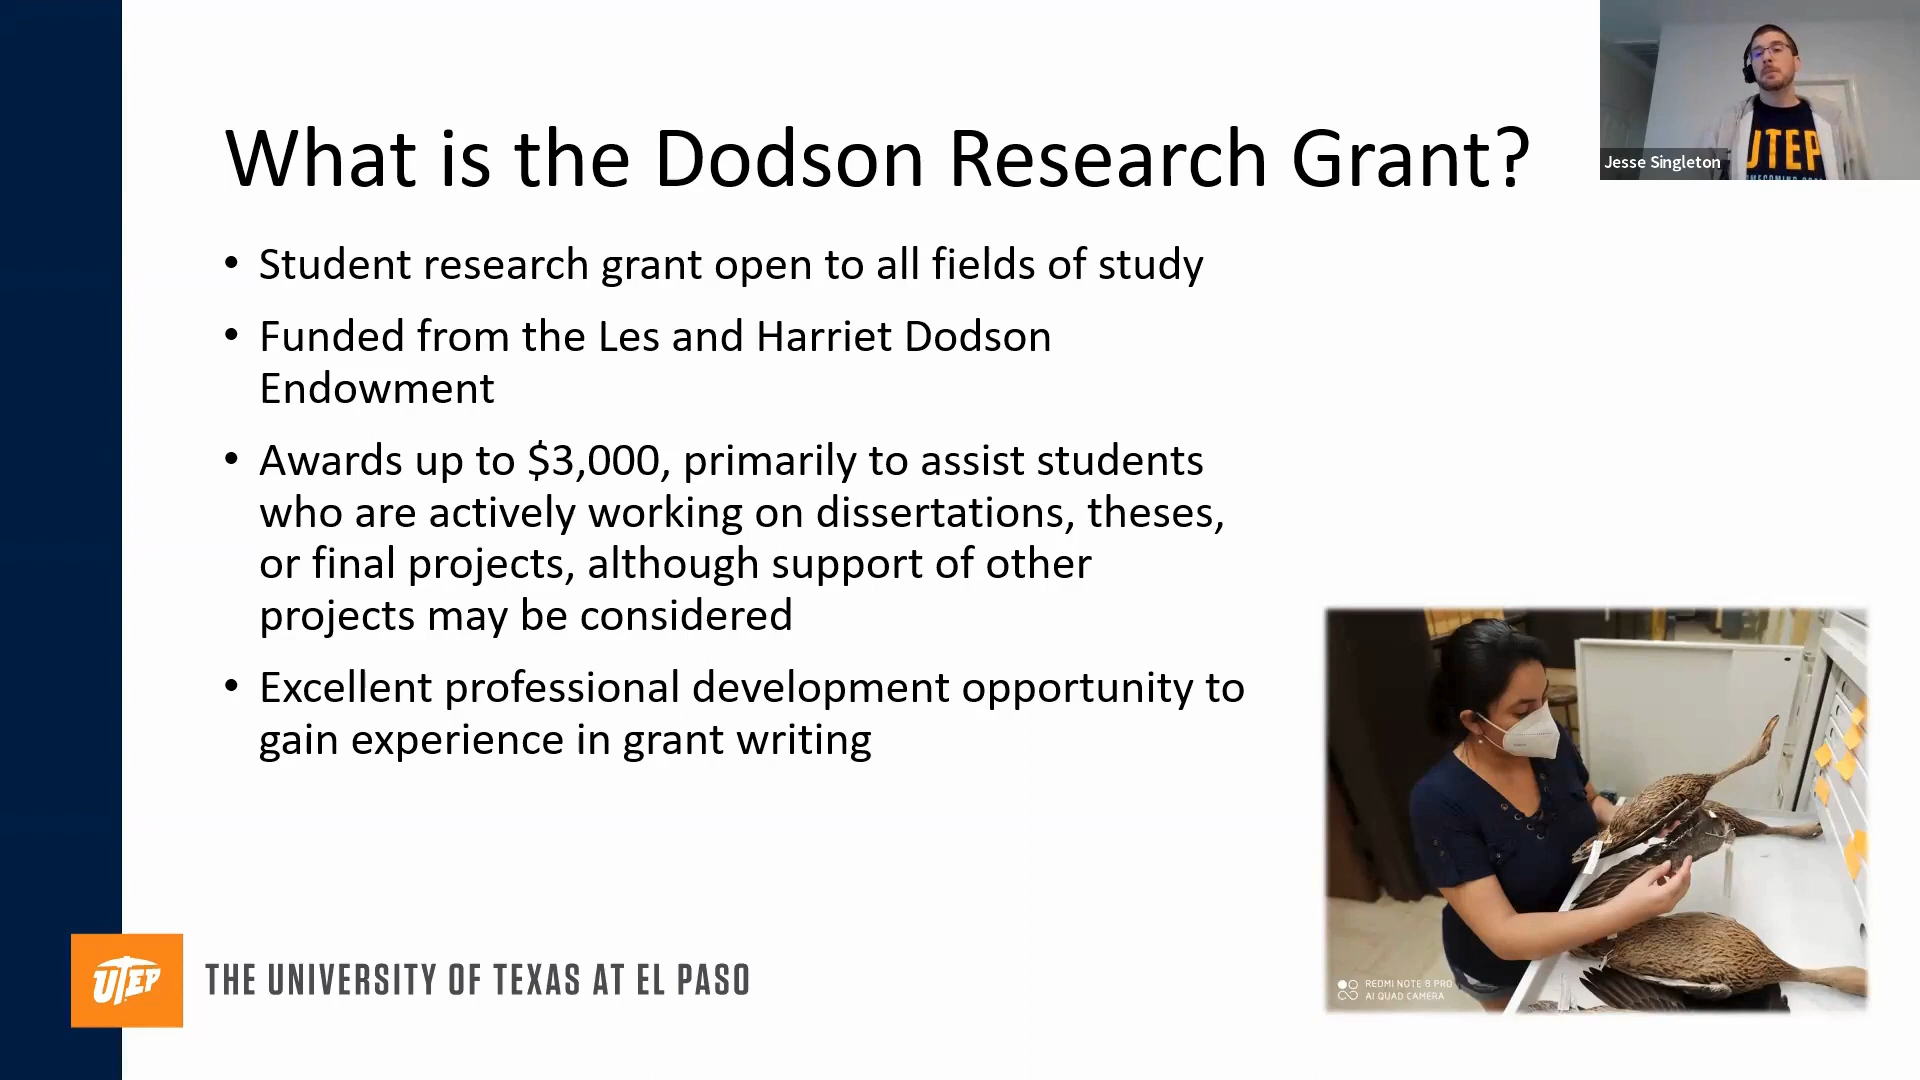 What is the Dodson Research Grant?
• Student research grant open to all fields of study
• Funded from the Les and Harriet Dodson
Endowment
• Awards up to $3,000, primarily to assist students
who are actively working on dissertations, theses,
or final projects, although support of other
projects may be considered
• Excellent professional development opportunity to
gain experience in grant writing
UTEP
THE UNIVERSITY OF TEXAS AT EL PASO
Jesse Singleton
UTEP
REDMI NOTE 8 PRO
AI QUAD CAMERA